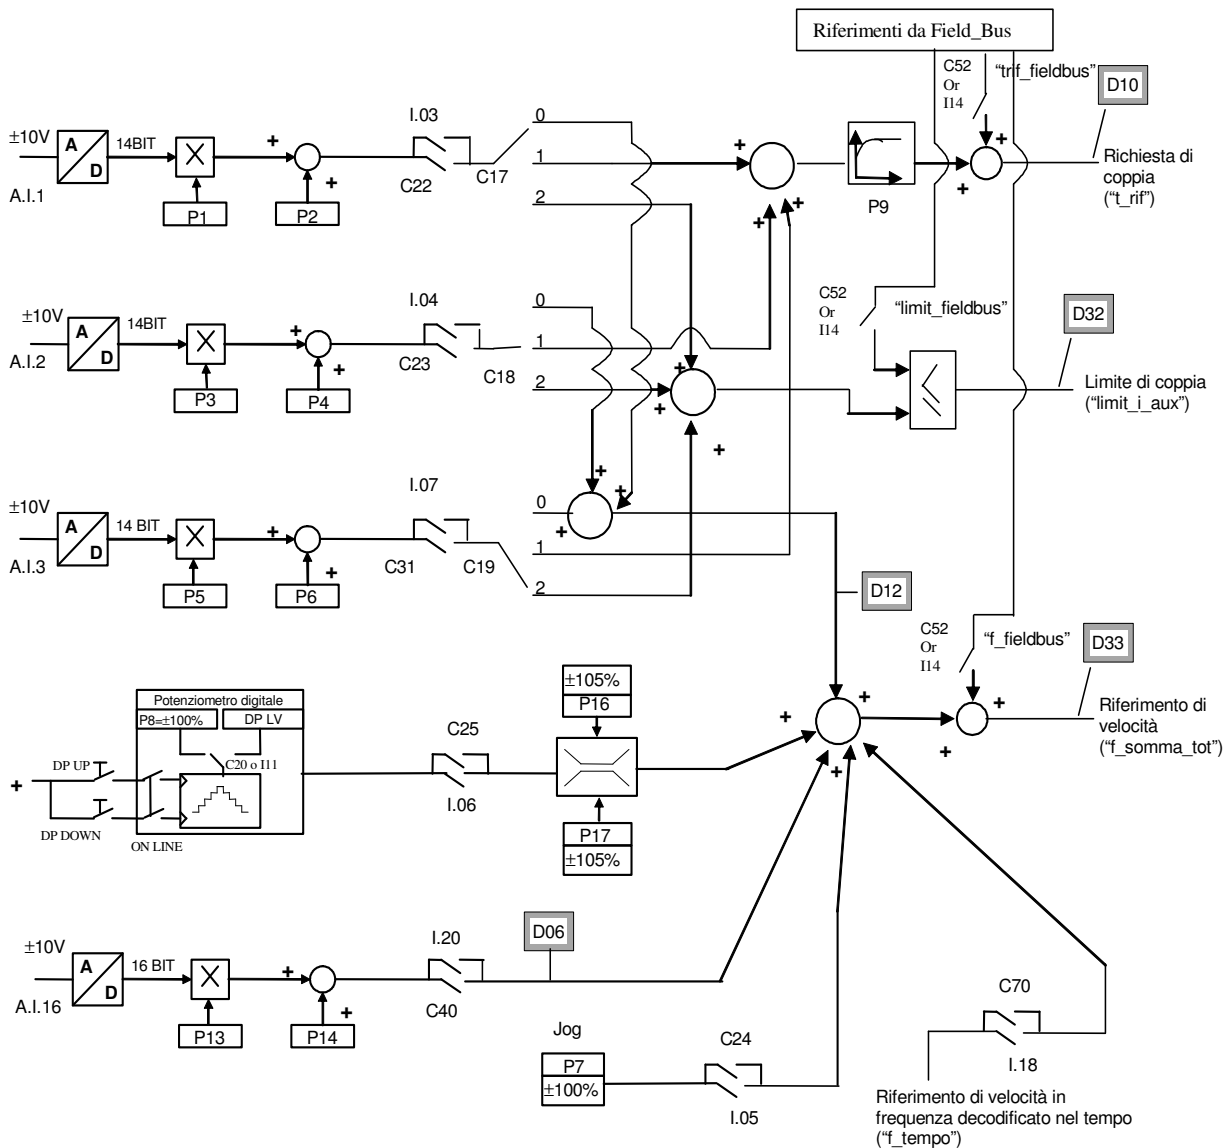 Riferimenti da Field_Bus
C52
Or
I14
“trif_fieldbus”
D10
Richiesta di
coppia
(“t_rif”)
±10V
A.I.1
A
D
14BIT
X
P1
+
+
P2
I.03
C22
C17
0
1
2
+
+
+
P9
+
+
±10V
A.I.2
A
D
14BIT
X
P3
+
+
P4
I.04
C23
C18
0
1
2
+
+
+
C52
Or
I14
“limit_fieldbus”
<
D32
Limite di coppia
(“limit_i_aux”)
±10V
A.I.3
A
D
14 BIT
X
P5
+
+
P6
I.07
C31
C19
0
1
2
+
+
+
D12
C52
Or
I14
“f_fieldbus”
D33
Riferimento di
velocità
(“f_somma_tot”)
+
+
+
+
+
Potenziometro digitale
P8=±100%
DP LV
C20 o I11
DP UP
+
DP DOWN
ON LINE
C25
I.06
±105%
P16
P17
±105%
±10V
A.I.16
A
D
16 BIT
X
P13
+
+
P14
I.20
C40
D06
Jog
P7
±100%
C24
I.05
C70
I.18
Riferimento di velocità in
frequenza decodificato nel tempo
(“f_tempo”)